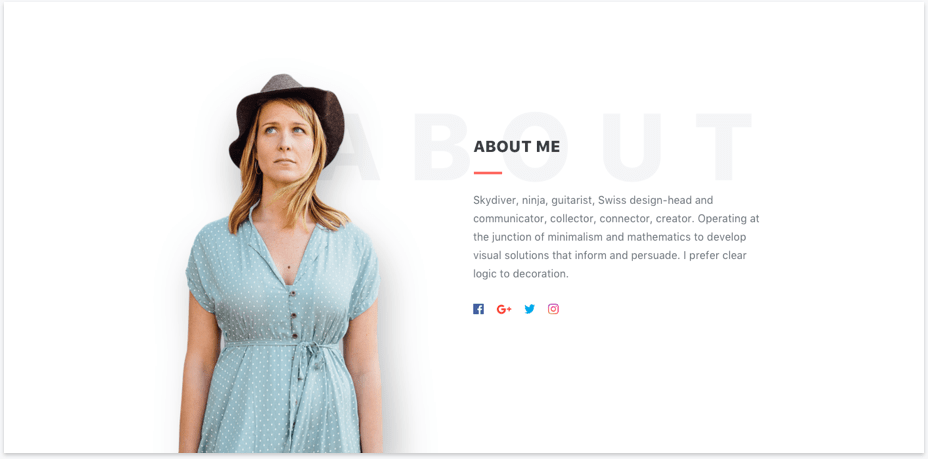 ABOUT
ABOUT ME
Skydiver, ninja, guitarist, Swiss design-head and
communicator, collector, connector, creator. Operating at
the junction of minimalism and mathematics to develop
visual solutions that inform and persuade. I prefer clear
logic to decoration.